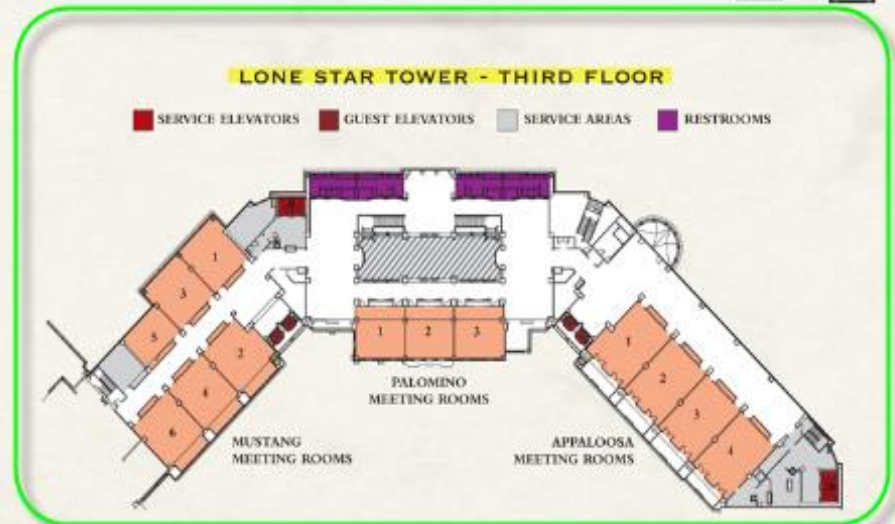 LONE STAR TOWER - THIRD FLOOR
SERVICE ELEVATORS
GUEST ELEVATORS
SERVICE AREAS
RESTROOMS
1
3
5
2
4
6
MUSTANG
MEETING ROOMS
1
2
3
PALOMINO
MEETING ROOMS
1
2
3
4
APPALOOSA
MEETING ROOMS